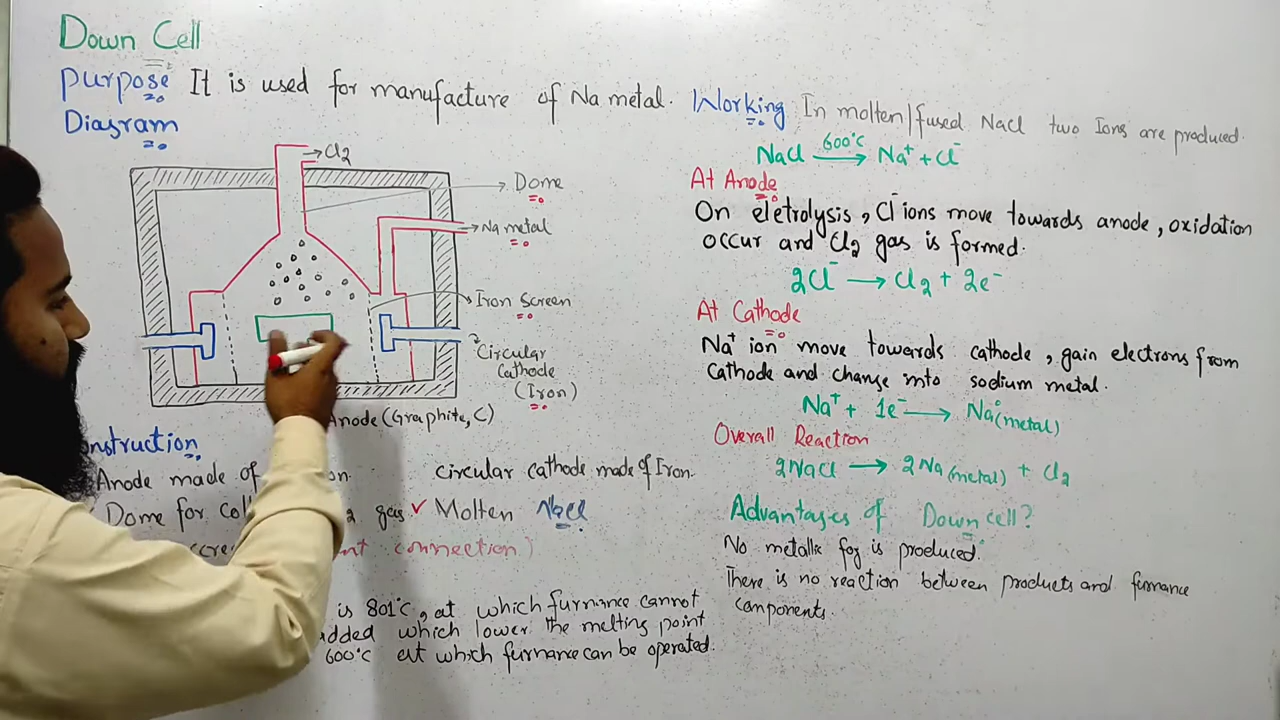 Down Cell
Purpose It is used for manufacture of Na metal.
Diagram
Cl2
Dome
Na metal
Iron Screen
Circular
Cathode
(Iron)
Anode (Graphite, C)
Anode made of
circular cathode made of Iron.
Dome for
gas ✓ Molten NaCl
connection)
is 801°C, at which furnance cannot
added which lower the melting point
600°C at which furnance can be operated.
Working In molten/fused NaCl two Ions are produced.
NaCl 600°C → Na⁺ + Cl⁻
At Anode
On eletrolysis, Cl⁻ ions move towards anode, oxidation
occur and Cl2 gas is formed.
2Cl⁻ → Cl2 + 2e⁻
At Cathode
Na⁺ ion move towards cathode, gain electrons from
cathode and change into sodium metal.
Na⁺ + 1e⁻ → Na° (metal)
Overall Reaction
2NaCl → 2Na (metal) + Cl2
Advantages of Down cell?
No metallic fog is produced.
There is no reaction between products and furnance
components.